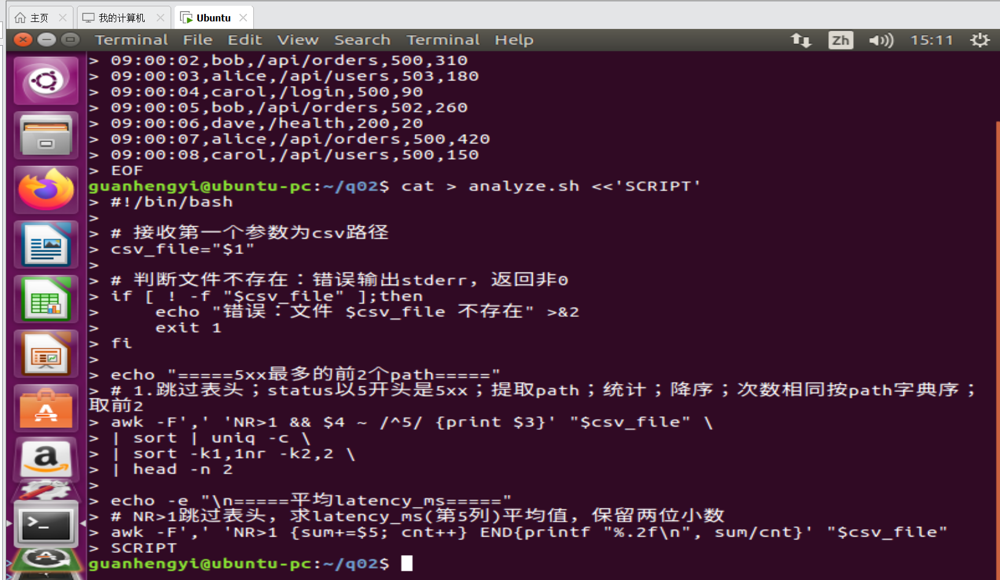 主页
我的计算机
Ubuntu
Terminal File Edit View Search Terminal Help
Zh
15:11
> 09:00:02,bob,/api/orders,500,310
> 09:00:03,alice,/api/users,503,180
> 09:00:04,carol,/login,500,90
> 09:00:05,bob,/api/orders,502,260
> 09:00:06,dave,/health,200,20
> 09:00:07,alice,/api/orders,500,420
> 09:00:08,carol,/api/users,500,150
> EOF
guanhengyi@ubuntu-pc:~/q02$ cat > analyze.sh <<'SCRIPT'
> #!/bin/bash
>
> # 接收第一个参数为csv路径
> csv_file="$1"
>
> # 判断文件不存在：错误输出stderr，返回非0
> if [ ! -f "$csv_file" ];then
>     echo "错误：文件 $csv_file 不存在" >&2
>     exit 1
> fi
>
> echo "=====5xx最多的前2个path====="
> # 1.跳过表头；status以5开头是5xx；提取path；统计；降序；次数相同按path字典序；
取前2
> awk -F',' 'NR>1 && $4 ~ /^5/ {print $3}' "$csv_file" \
> | sort | uniq -c \
> | sort -k1,1nr -k2,2 \
> | head -n 2
>
> echo -e "\n=====平均latency_ms====="
> # NR>1跳过表头，求latency_ms(第5列)平均值，保留两位小数
> awk -F',' 'NR>1 {sum+=$5; cnt++} END{printf "%.2f\n", sum/cnt}' "$csv_file"
> SCRIPT
guanhengyi@ubuntu-pc:~/q02$